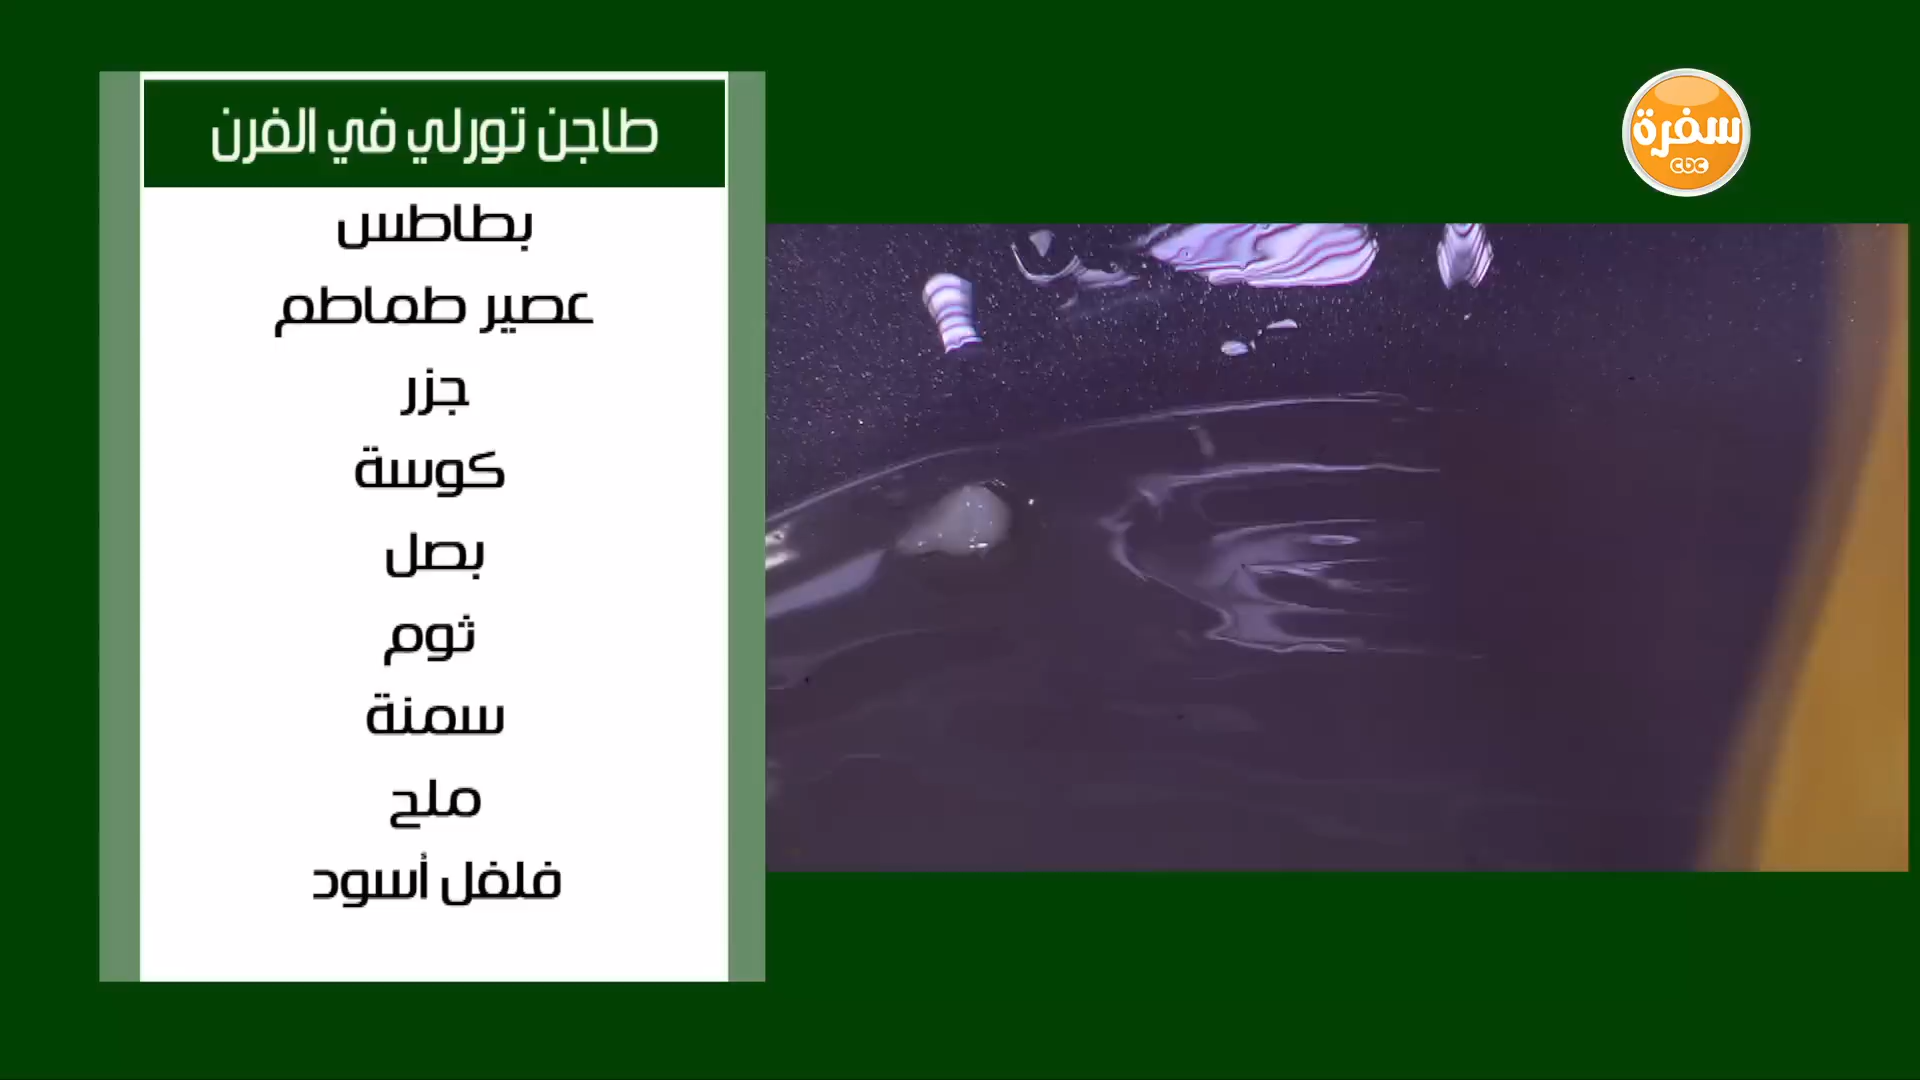 طاجن تورلي في الفرن
بطاطس
عصير طماطم
جزر
كوسة
بصل
ثوم
سمنة
ملح
فلفل أسود
سفرة
cbc